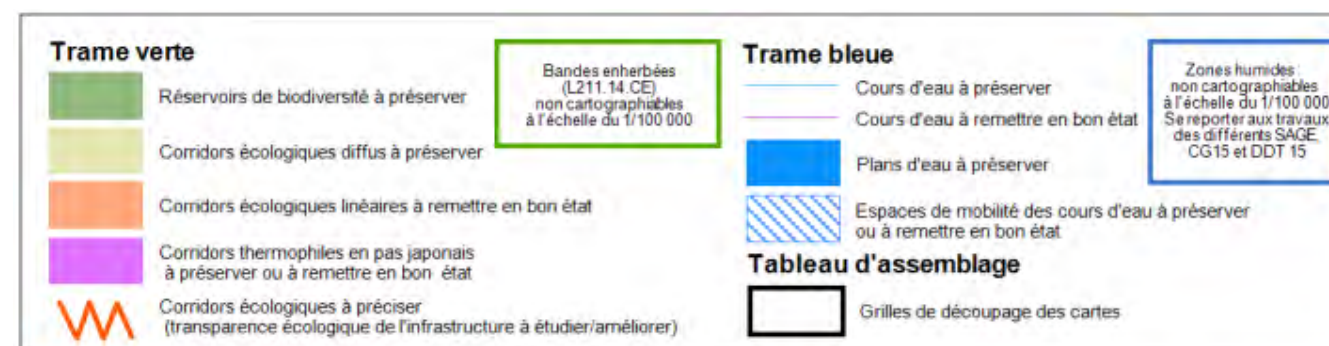 Trame verte
Bandes enherbées
(L211.14.CE)
non cartographiables
à l'échelle du 1/100 000
Réservoirs de biodiversité à préserver
Corridors écologiques diffus à préserver
Corridors écologiques linéaires à remettre en bon état
Corridors thermophiles en pas japonais
à préserver ou à remettre en bon état
Corridors écologiques à préciser
(transparence écologique de l'infrastructure à étudier/améliorer)
Trame bleue
Zones humides
non cartographiables
à l'échelle du 1/100 000
Se reporter aux travaux
des différents SAGE,
CG15 et DDT 15
Cours d'eau à préserver
Cours d'eau à remettre en bon état
Plans d'eau à préserver
Espaces de mobilité des cours d'eau à préserver
ou à remettre en bon état
Tableau d'assemblage
Grilles de découpage des cartes